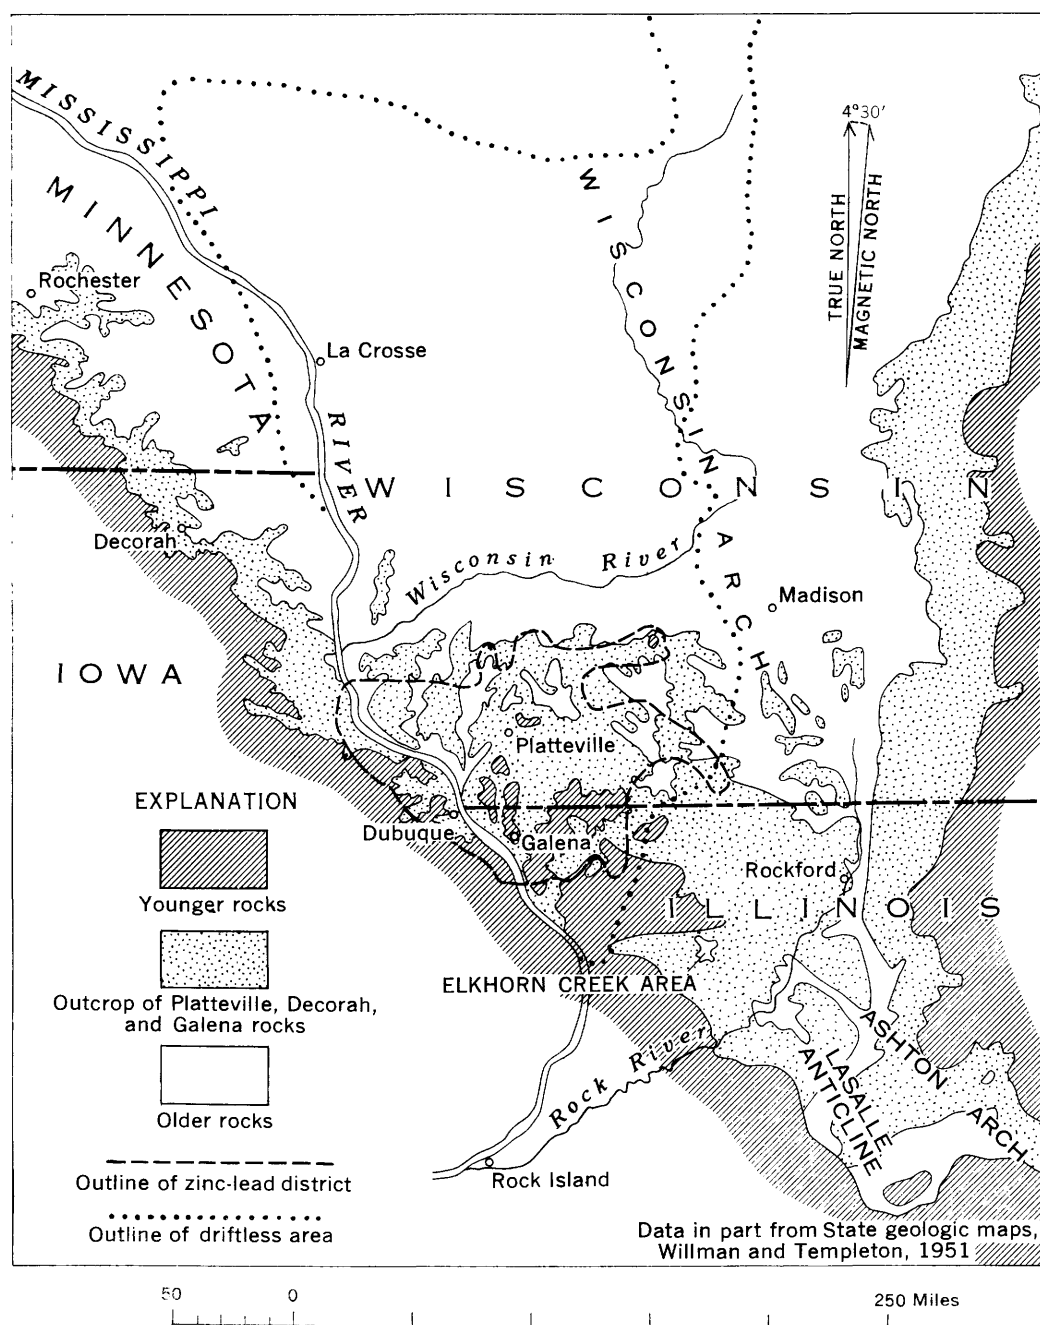 MISSISSIPPI
RIVER
MINNESOTA
4°30'
TRUE NORTH
MAGNETIC NORTH
Rochester
La Crosse
WISCONSIN ARCH
WISCONSIN
Decorah
Wisconsin River
Madison
IOWA
Platteville
EXPLANATION
Dubuque
Galena
Rockford
Younger rocks
ILLINOIS
ELKHORN CREEK AREA
Outcrop of Platteville, Decorah,
and Galena rocks
Rock River
ASHTON ARCH
LASALLE
ANTICLINE
Older rocks
Outline of zinc-lead district
Rock Island
Outline of driftless area
Data in part from State geologic maps,
Willman and Templeton, 1951
50 0 250 Miles